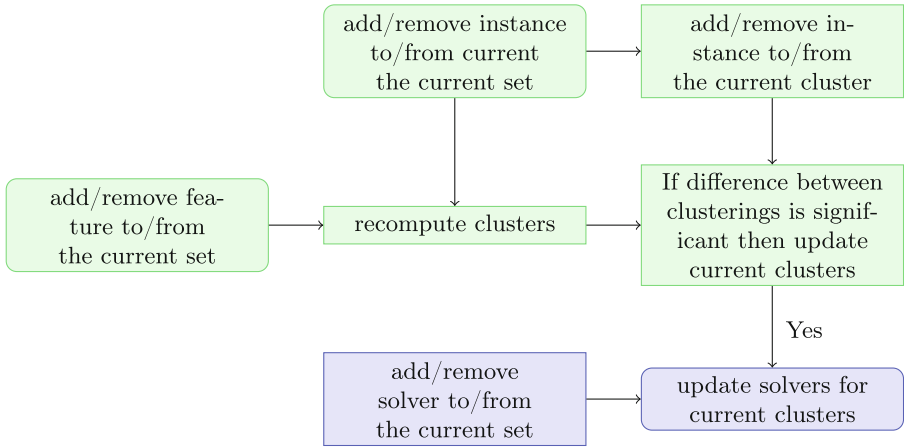 add/remove instance
to/from current
the current set
add/remove in-
stance to/from
the current cluster
add/remove fea-
ture to/from
the current set
recompute clusters
If difference between
clusterings is signif-
icant then update
current clusters
Yes
add/remove
solver to/from
the current set
update solvers for
current clusters